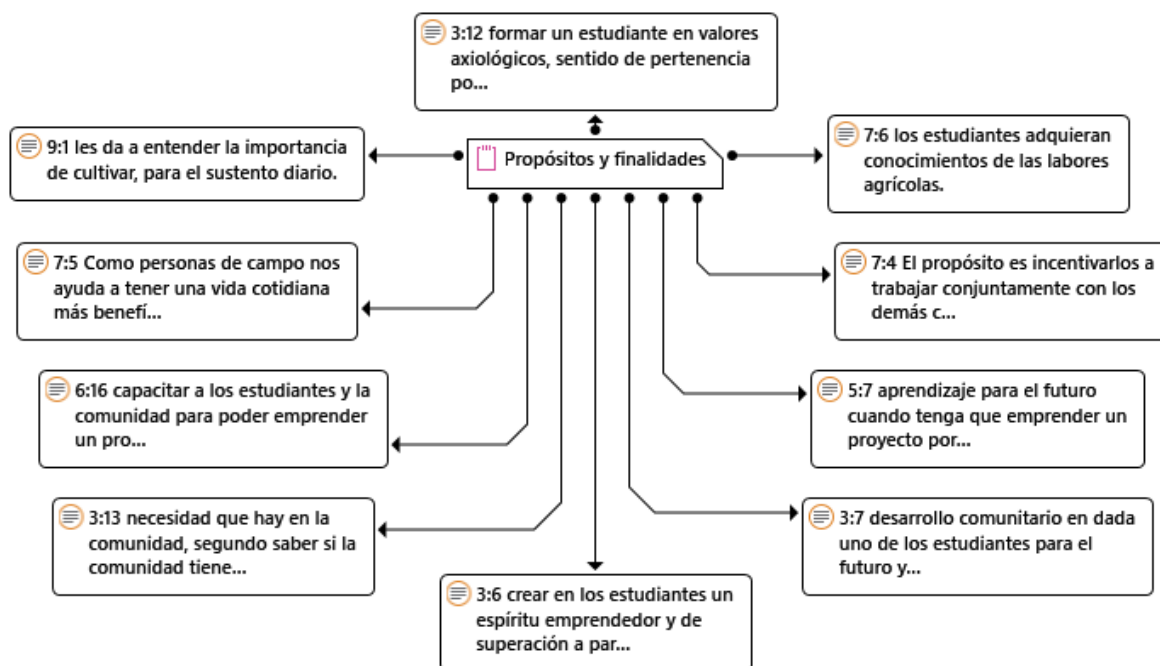 3:12 formar un estudiante en valores
axiológicos, sentido de pertenencia
po...
Propósitos y finalidades
9:1 les da a entender la importancia
de cultivar, para el sustento diario.
7:6 los estudiantes adquieran
conocimientos de las labores
agrícolas.
7:5 Como personas de campo nos
ayuda a tener una vida cotidiana
más benefí...
7:4 El propósito es incentivarlos a
trabajar conjuntamente con los
demás c...
6:16 capacitar a los estudiantes y la
comunidad para poder emprender
un pro...
5:7 aprendizaje para el futuro
cuando tenga que emprender un
proyecto por...
3:13 necesidad que hay en la
comunidad, segundo saber si la
comunidad tiene...
3:7 desarrollo comunitario en dada
uno de los estudiantes para el
futuro y...
3:6 crear en los estudiantes un
espíritu emprendedor y de
superación a par...